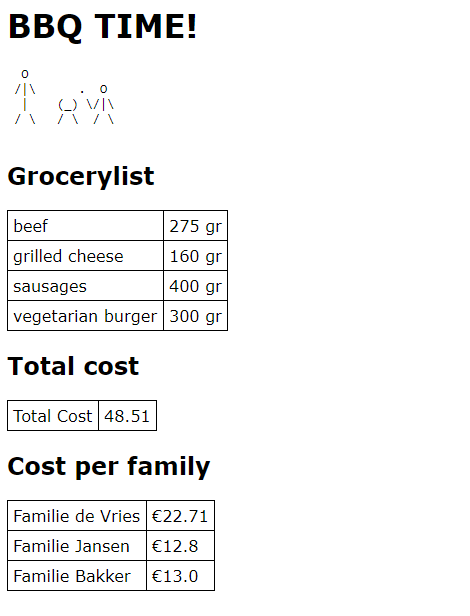 BBQ TIME!
  O
 /|\      .  O
  |    (_) \/|\
 / \   / \  / \
Grocerylist
beef 275 gr
grilled cheese 160 gr
sausages 400 gr
vegetarian burger 300 gr
Total cost
Total Cost 48.51
Cost per family
Familie de Vries €22.71
Familie Jansen €12.8
Familie Bakker €13.0